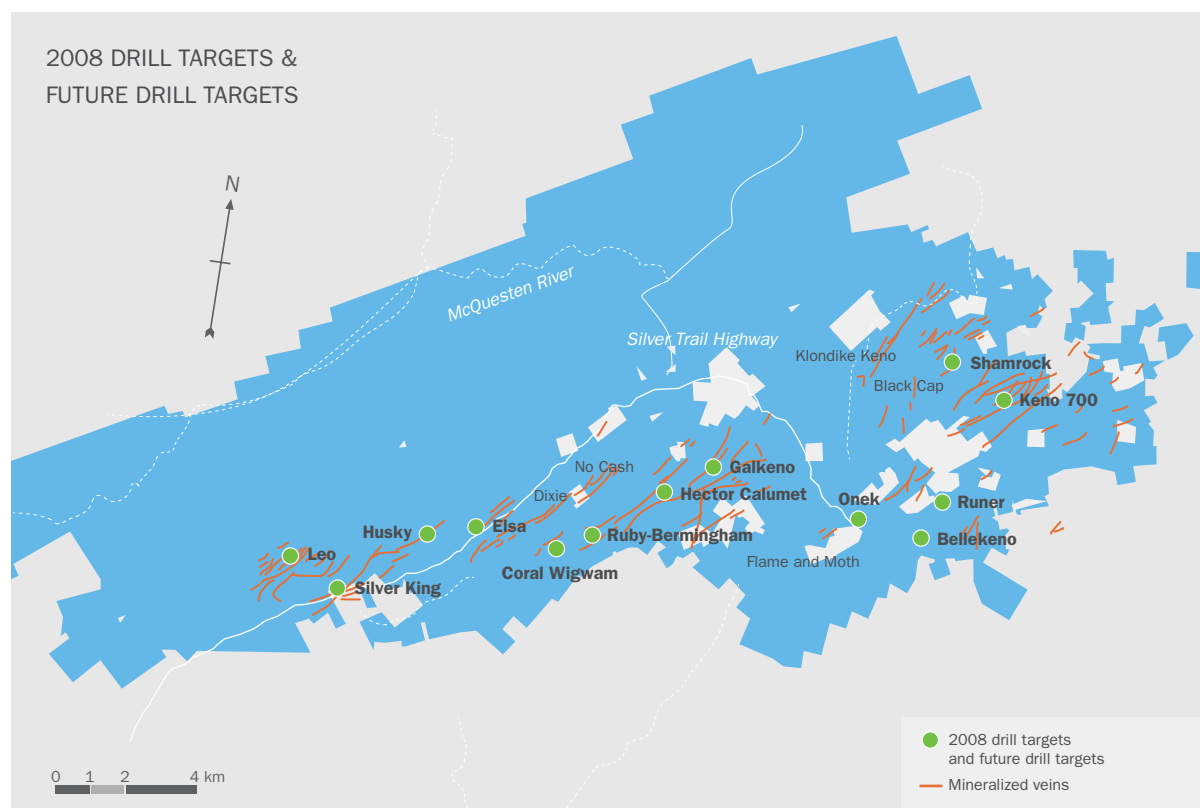 2008 DRILL TARGETS &
FUTURE DRILL TARGETS
N
McQuesten River
Silver Trail Highway
Klondike Keno
Shamrock
Black Cap
Keno 700
No Cash
Galkeno
Dixie
Hector Calumet
Onek
Runer
Husky
Elsa
Ruby-Bermingham
Bellekeno
Leo
Flame and Moth
Coral Wigwam
Silver King
2008 drill targets
and future drill targets
Mineralized veins
0 1 2 4 km